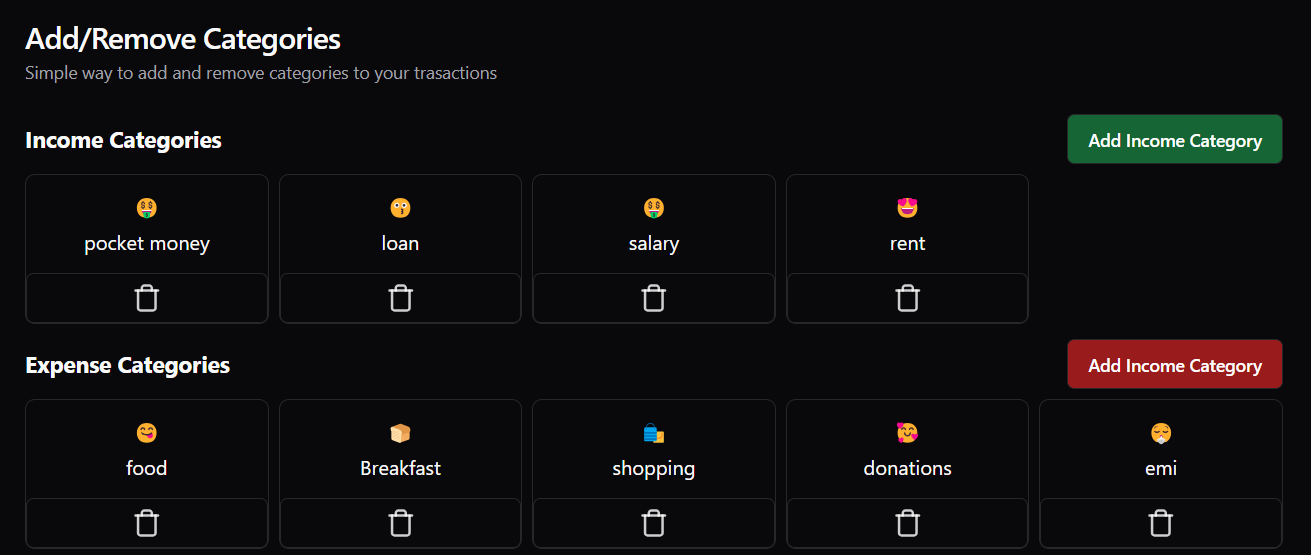 Add/Remove Categories
Simple way to add and remove categories to your trasactions
Income Categories
Add Income Category
pocket money
loan
salary
rent
Expense Categories
Add Income Category
food
Breakfast
shopping
donations
emi